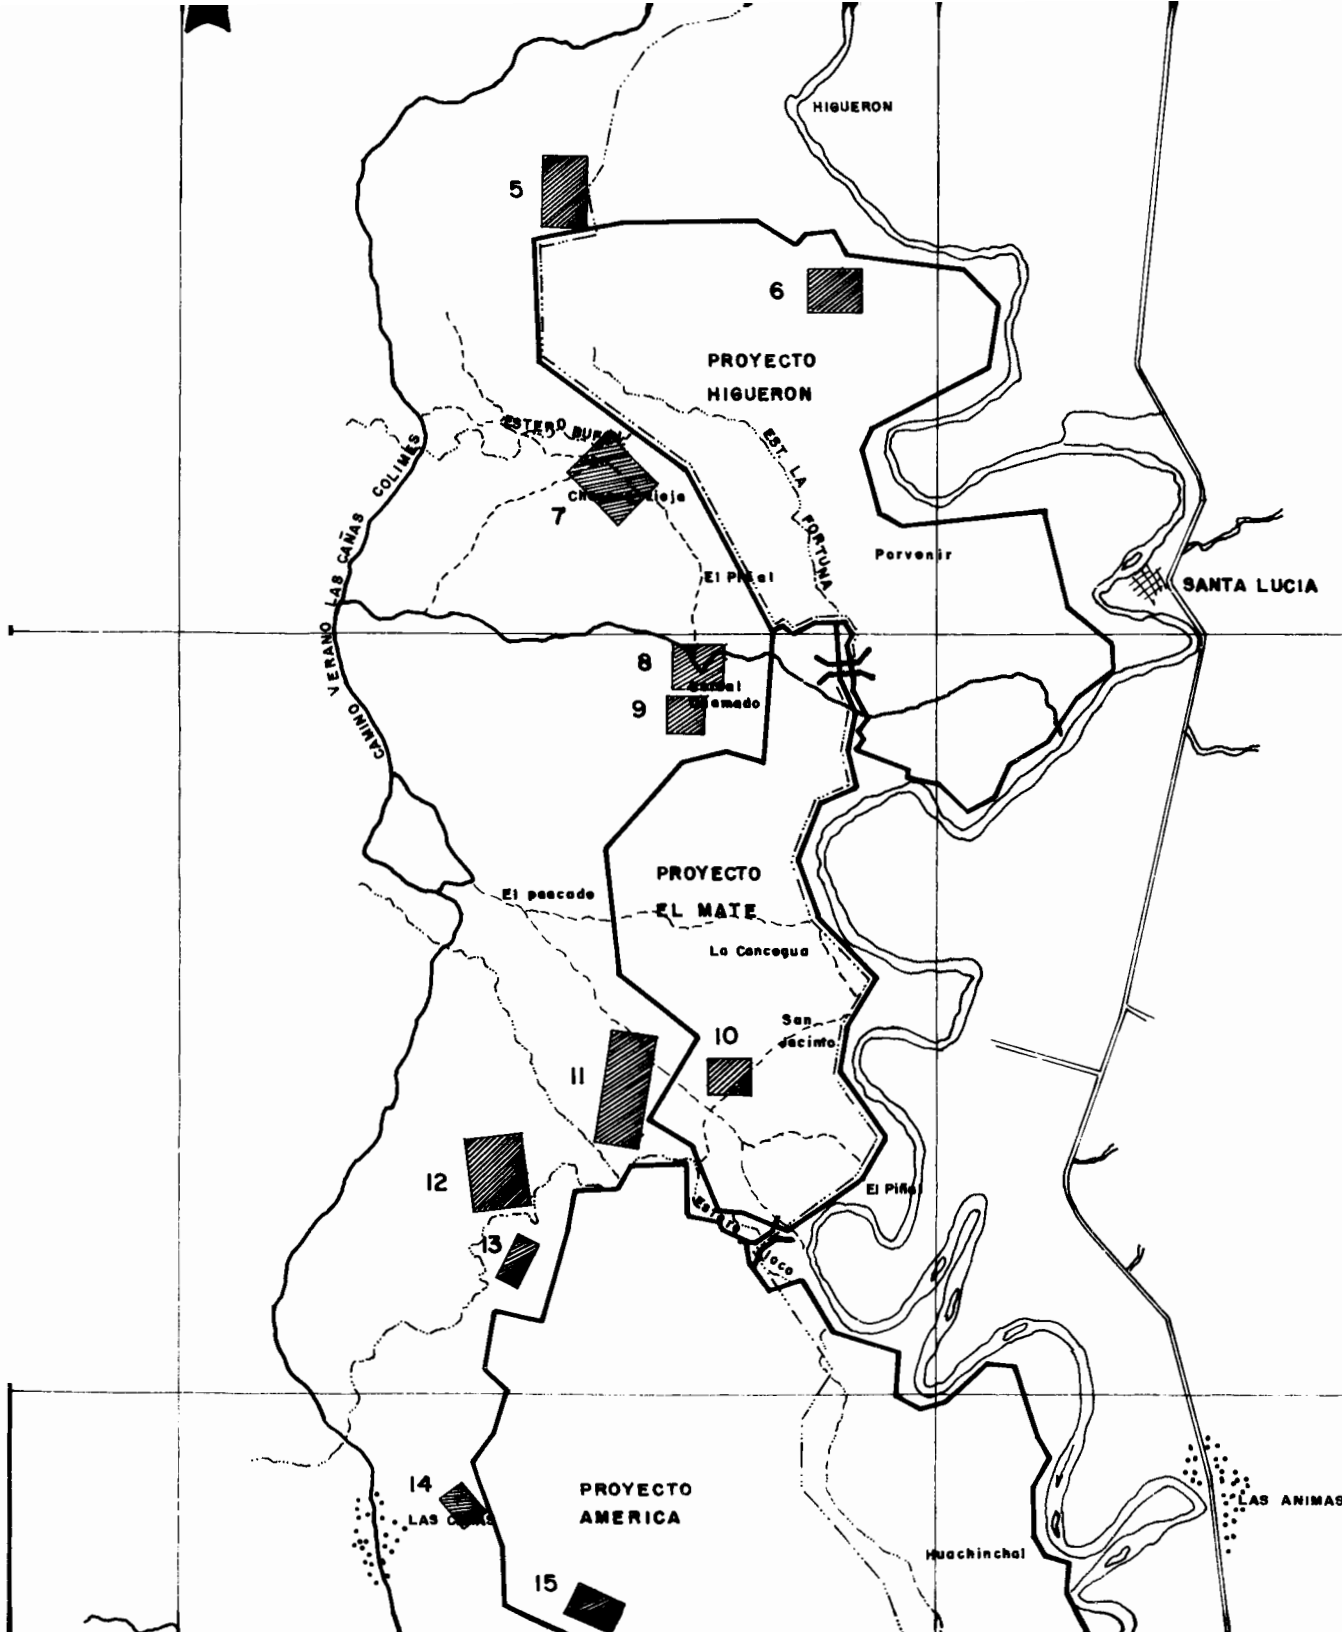 HIGUERON
5
6
PROYECTO
HIGUERON
ESTERO
EST. LA FORTUNA
CAMINO VERANO LAS CAÑAS COLIMES
7
Porvenir
El Piñal
SANTA LUCIA
8
9
PROYECTO
EL MATE
El pescado
La Cancagua
San
Jacinto
10
11
12
El Piñal
Estero
13
14
LAS
PROYECTO
AMERICA
LAS ANIMAS
Huachinchal
15